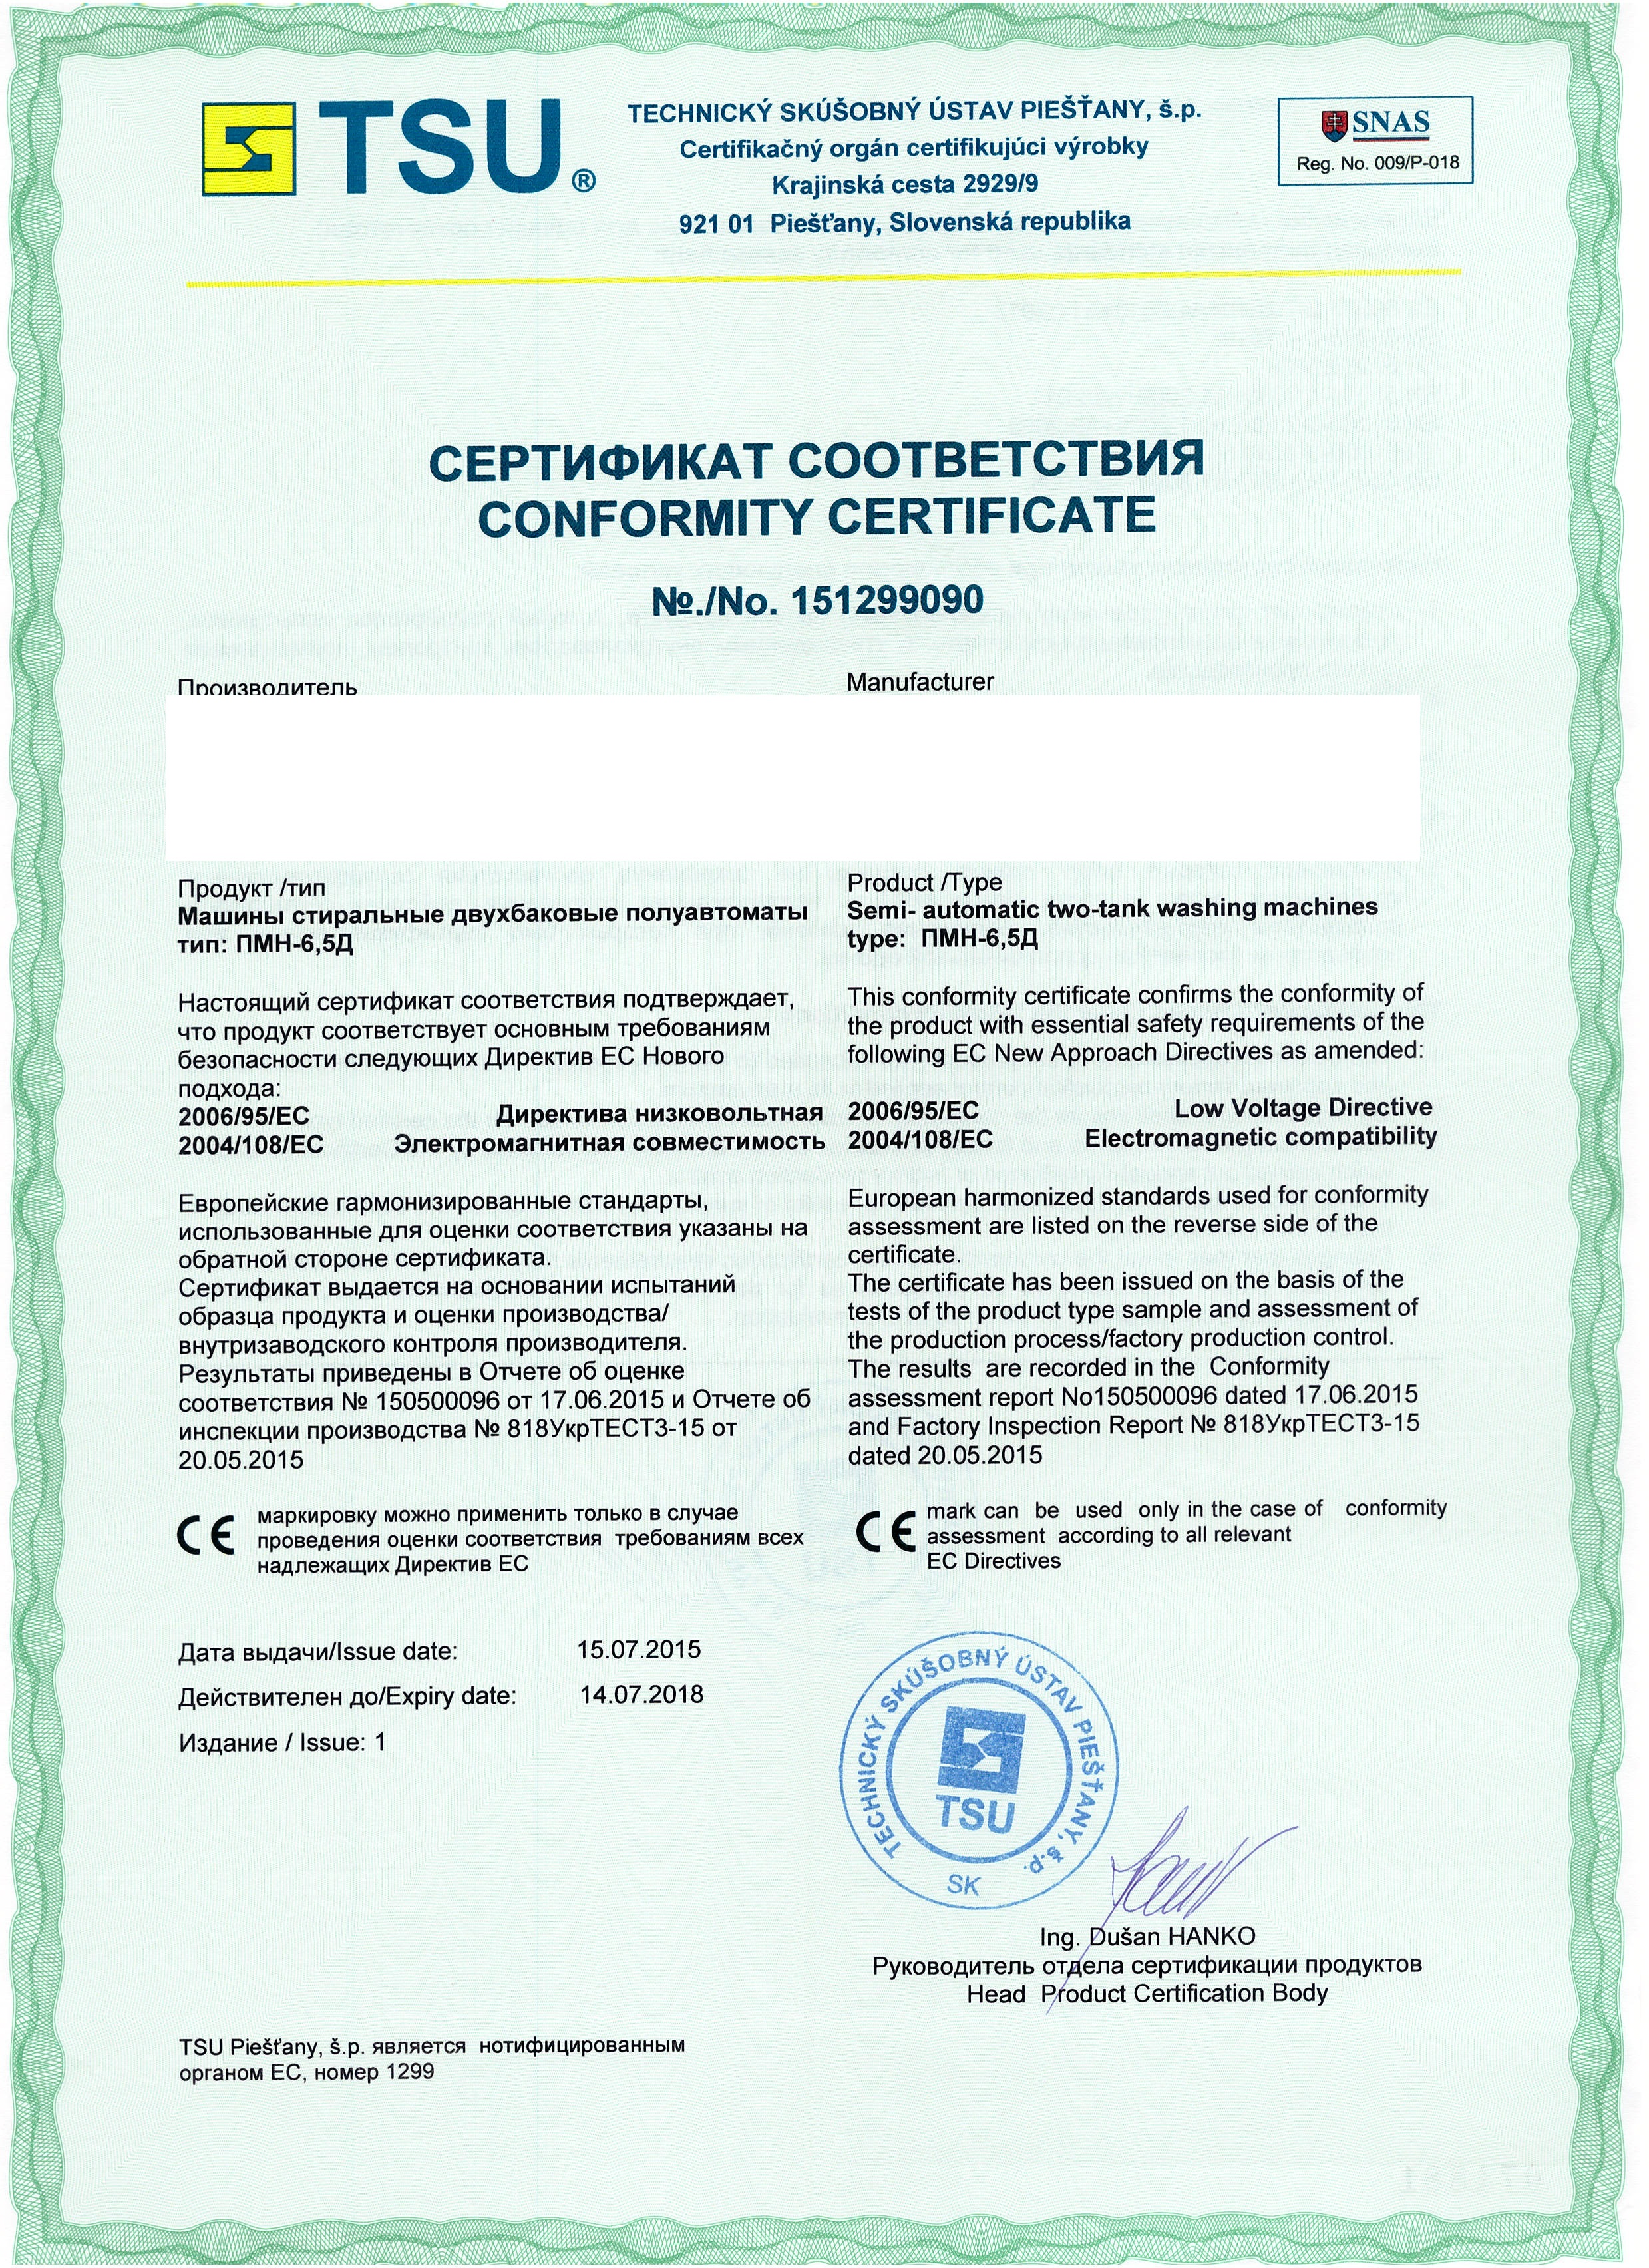 TSU®
TECHNICKÝ SKÚŠOBNÝ ÚSTAV PIEŠŤANY, š.p.
Certifikačný orgán certifikujúci výrobky
Krajinská cesta 2929/9
921 01 Piešťany, Slovenská republika
SNAS
Reg. No. 009/P-018
СЕРТИФИКАТ СООТВЕТСТВИЯ
CONFORMITY CERTIFICATE
№./No. 151299090
Производитель
Manufacturer
Продукт /тип
Машины стиральные двухбаковые полуавтоматы
тип: ПМН-6,5Д
Product /Type
Semi- automatic two-tank washing machines
type: ПМН-6,5Д
Настоящий сертификат соответствия подтверждает,
что продукт соответствует основным требованиям
безопасности следующих Директив ЕС Нового
подхода:
2006/95/EC Директива низковольтная
2004/108/EC Электромагнитная совместимость
This conformity certificate confirms the conformity of
the product with essential safety requirements of the
following EC New Approach Directives as amended:
2006/95/EC Low Voltage Directive
2004/108/EC Electromagnetic compatibility
Европейские гармонизированные стандарты,
использованные для оценки соответствия указаны на
обратной стороне сертификата.
Сертификат выдается на основании испытаний
образца продукта и оценки производства/
внутризаводского контроля производителя.
Результаты приведены в Отчете об оценке
соответствия № 150500096 от 17.06.2015 и Отчете об
инспекции производства № 818УкрТЕСТЗ-15 от
20.05.2015
European harmonized standards used for conformity
assessment are listed on the reverse side of the
certificate.
The certificate has been issued on the basis of the
tests of the product type sample and assessment of
the production process/factory production control.
The results are recorded in the Conformity
assessment report No150500096 dated 17.06.2015
and Factory Inspection Report № 818УкрТЕСТЗ-15
dated 20.05.2015
CE маркировку можно применить только в случае
проведения оценки соответствия требованиям всех
надлежащих Директив ЕС
CE mark can be used only in the case of conformity
assessment according to all relevant
EC Directives
Дата выдачи/Issue date: 15.07.2015
Действителен до/Expiry date: 14.07.2018
Издание / Issue: 1
TECHNICKÝ SKÚŠOBNÝ ÚSTAV PIEŠŤANY, š.p.
TSU
SK
Ing. Dušan HANKO
Руководитель отдела сертификации продуктов
Head Product Certification Body
TSU Piešťany, š.p. является нотифицированным
органом ЕС, номер 1299